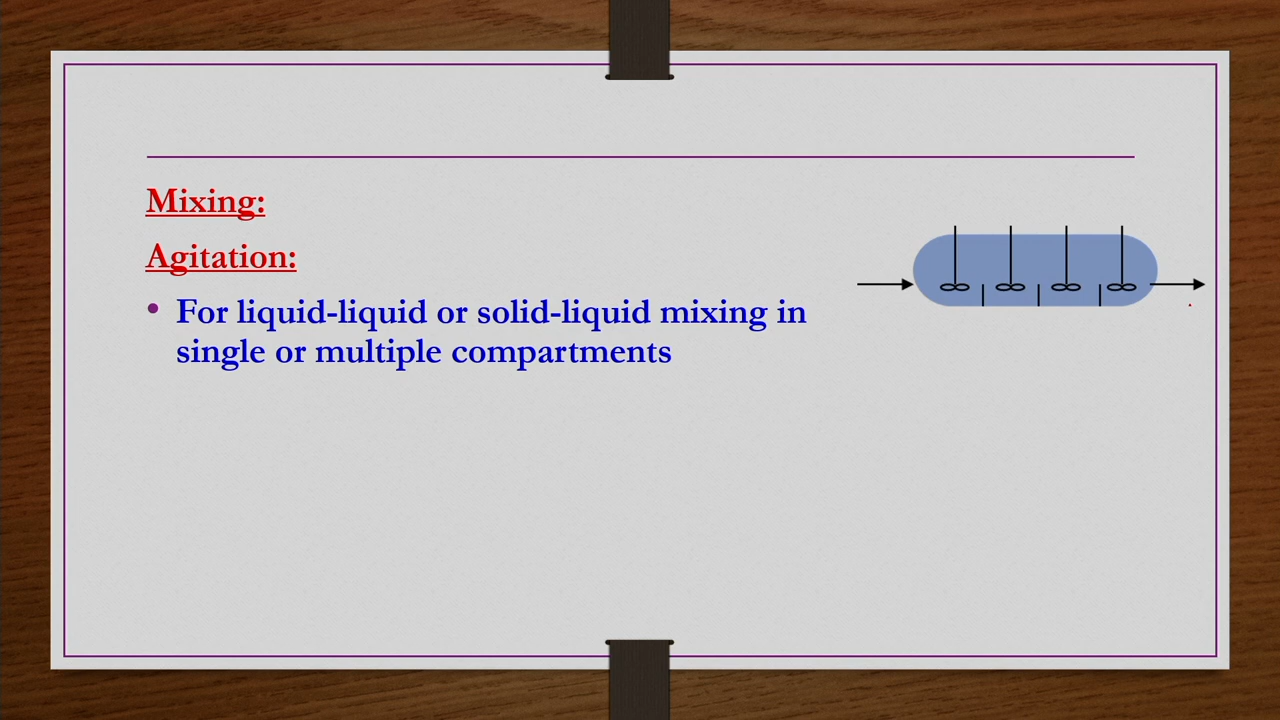 Mixing:
Agitation:
• For liquid-liquid or solid-liquid mixing in
single or multiple compartments